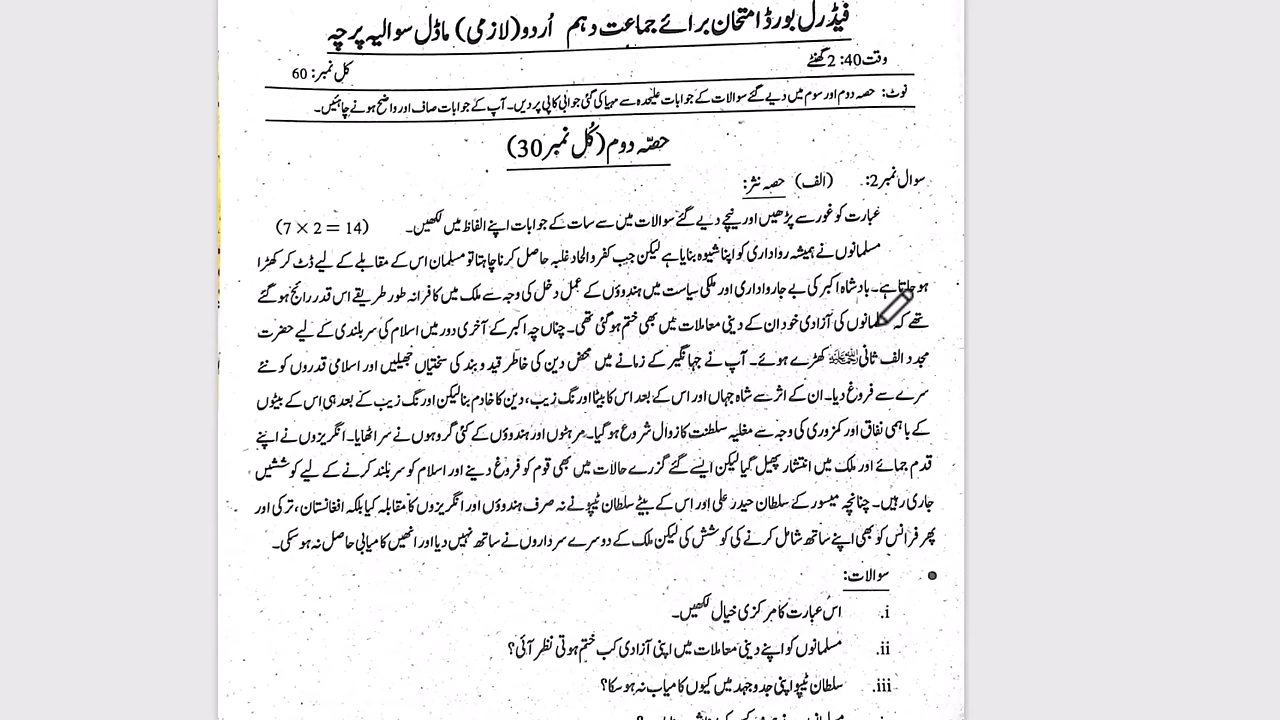 فیڈرل بورڈ امتحان برائے جماعت دہم اُردو (لازمی) ماڈل سوالیہ پرچہ
وقت 40: 2 گھنٹے
کل نمبر: 60
نوٹ: حصہ دوم اور سوم میں دیے گئے سوالات کے جوابات علیحدہ سے مہیا کی گئی جوابی کاپی پر دیں۔ آپ کے جوابات صاف اور واضح ہونے چاہئیں۔
حصّہ دوم (کُل نمبر 30)
سوال نمبر 2: (الف) حصہ نثر:
عبارت کو غور سے پڑھیں اور نیچے دیے گئے سوالات میں سے سات کے جوابات اپنے الفاظ میں لکھیں۔ (7 × 2 = 14)
مسلمانوں نے ہمیشہ رواداری کو اپنا شیوہ بنایا ہے لیکن جب کفر و الحاد غلبہ حاصل کرنا چاہتا تو مسلمان اس کے مقابلے کے لیے ڈٹ کر کھڑا
ہو جاتا ہے۔ بادشاہ اکبر کی بے جا رواداری اور ملکی سیاست میں ہندوؤں کے عمل دخل کی وجہ سے ملک میں کافرانہ طور طریقے اس قدر رائج ہو گئے
تھے کہ مسلمانوں کی آزادی خود ان کے دینی معاملات میں بھی ختم ہو گئی تھی۔ چناں چہ اکبر کے آخری دور میں اسلام کی سربلندی کے لیے حضرت
مجدد الف ثانی رحمۃ اللہ علیہ کھڑے ہوئے۔ آپ نے جہانگیر کے زمانے میں محض دین کی خاطر قید و بند کی سختیاں جھیلیں اور اسلامی قدروں کو نئے
سرے سے فروغ دیا۔ ان کے اثر سے شاہ جہاں اور اس کے بعد اس کا بیٹا اورنگ زیب، دین کا خادم بنا لیکن اورنگ زیب کے بعد ہی اس کے بیٹوں
کے باہمی نفاق اور کمزوری کی وجہ سے مغلیہ سلطنت کا زوال شروع ہو گیا۔ مرہٹوں اور ہندوؤں کے کئی گروہوں نے سر اٹھایا۔ انگریزوں نے اپنے
قدم جمائے اور ملک میں انتشار پھیل گیا لیکن ایسے گئے گزرے حالات میں بھی قوم کو فروغ دینے اور اسلام کو سربلند کرنے کے لیے کوششیں
جاری رہیں۔ چنانچہ میسور کے سلطان حیدر علی اور اس کے بیٹے سلطان ٹیپو نے نہ صرف ہندوؤں اور انگریزوں کا مقابلہ کیا بلکہ افغانستان، ترکی اور
پھر فرانس کو بھی اپنے ساتھ شامل کرنے کی کوشش کی لیکن ملک کے دوسرے سرداروں نے ساتھ نہیں دیا اور انھیں کامیابی حاصل نہ ہو سکی۔
سوالات:
i. اس عبارت کا مرکزی خیال لکھیں۔
ii. مسلمانوں کو اپنے دینی معاملات میں اپنی آزادی کب ختم ہوتی نظر آئی؟
iii. سلطان ٹیپو اپنی جدوجہد میں کیوں کامیاب نہ ہو سکا؟